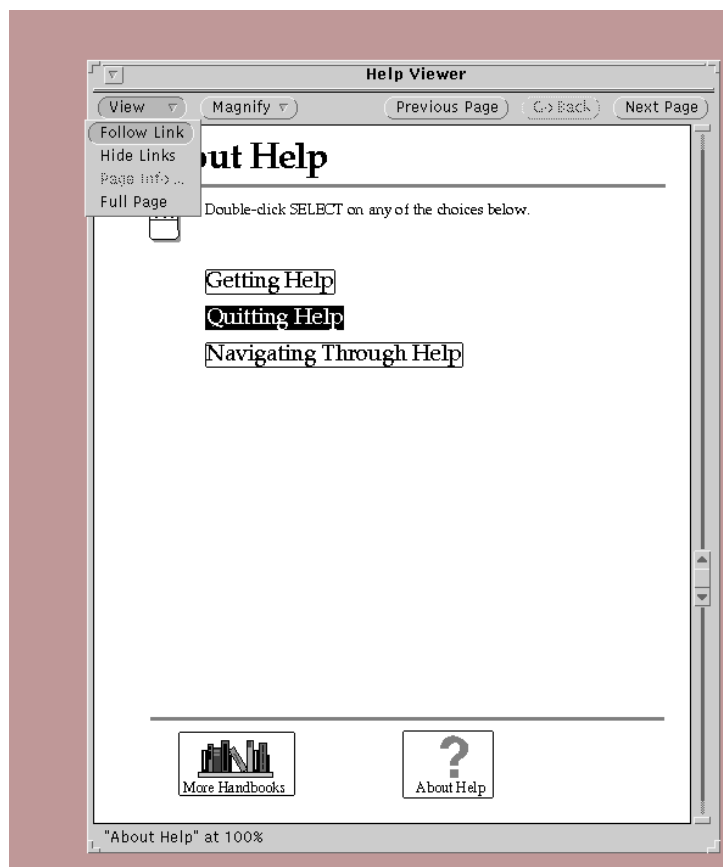 Help Viewer
View Magnify Previous Page Go Back Next Page
Follow Link
Hide Links
Page Info...
Full Page
out Help
Double-click SELECT on any of the choices below.
Getting Help
Quitting Help
Navigating Through Help
More Handbooks
About Help
"About Help" at 100%